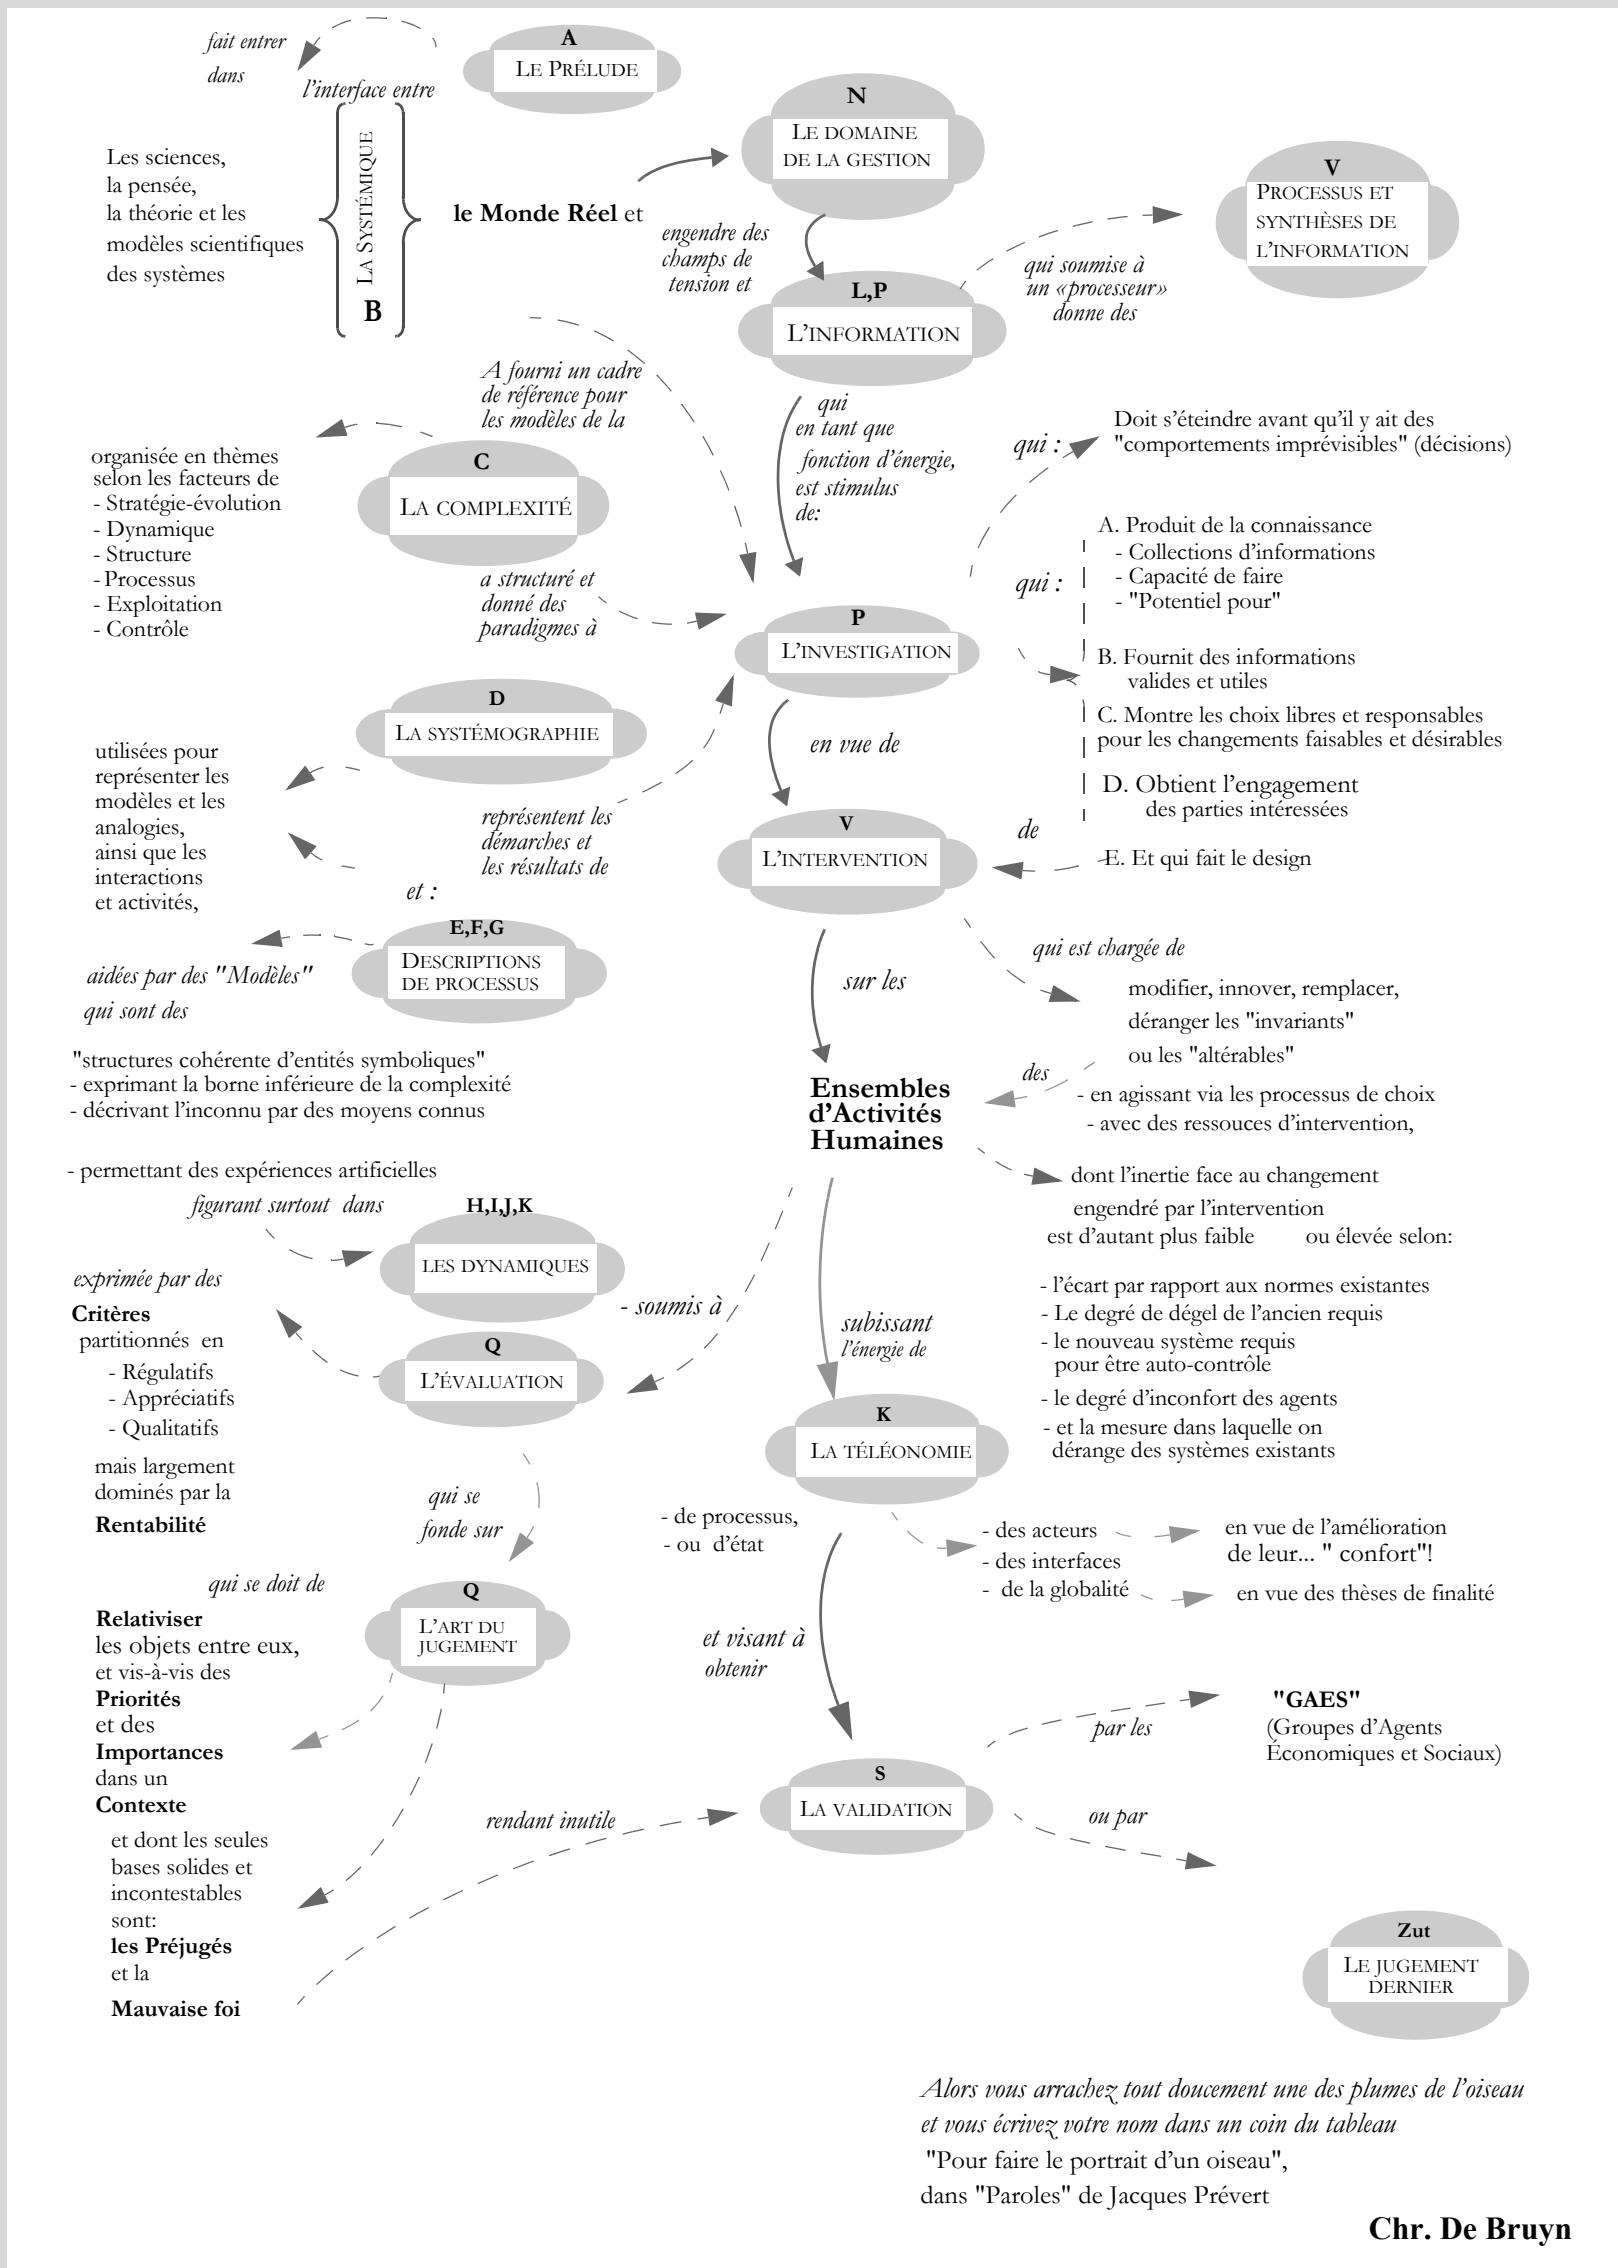 fait entrer
dans
l'interface entre
A
LE PRÉLUDE
Les sciences,
la pensée,
la théorie et les
modèles scientifiques
des systèmes
LA SYSTÉMIQUE
B
le Monde Réel et
N
LE DOMAINE
DE LA GESTION
engendre des
champs de
tension et
L,P
L'INFORMATION
qui soumise à
un «processeur»
donne des
V
PROCESSUS ET
SYNTHÈSES DE
L'INFORMATION
A fourni un cadre
de référence pour
les modèles de la
C
LA COMPLEXITÉ
organisée en thèmes
selon les facteurs de
- Stratégie-évolution
- Dynamique
- Structure
- Processus
- Exploitation
- Contrôle
a structuré et
donné des
paradigmes à
qui
en tant que
fonction d'énergie,
est stimulus
de:
qui :
Doit s'éteindre avant qu'il y ait des
"comportements imprévisibles" (décisions)
qui :
A. Produit de la connaissance
- Collections d'informations
- Capacité de faire
- "Potentiel pour"
B. Fournit des informations
valides et utiles
C. Montre les choix libres et responsables
pour les changements faisables et désirables
D. Obtient l'engagement
des parties intéressées
de
E. Et qui fait le design
P
L'INVESTIGATION
en vue de
D
LA SYSTÉMOGRAPHIE
utilisées pour
représenter les
modèles et les
analogies,
ainsi que les
interactions
et activités,
représentent les
démarches et
les résultats de
et :
V
L'INTERVENTION
E,F,G
DESCRIPTIONS
DE PROCESSUS
aidées par des "Modèles"
qui sont des
"structures cohérente d'entités symboliques"
- exprimant la borne inférieure de la complexité
- décrivant l'inconnu par des moyens connus
- permettant des expériences artificielles
sur les
qui est chargée de
modifier, innover, remplacer,
déranger les "invariants"
ou les "altérables"
des
- en agissant via les processus de choix
- avec des ressouces d'intervention,
Ensembles
d'Activités
Humaines
dont l'inertie face au changement
engendré par l'intervention
est d'autant plus faible ou élevée selon:
- l'écart par rapport aux normes existantes
- Le degré de dégel de l'ancien requis
- le nouveau système requis
pour être auto-contrôle
- le degré d'inconfort des agents
- et la mesure dans laquelle on
dérange des systèmes existants
figurant surtout dans
H,I,J,K
LES DYNAMIQUES
exprimée par des
Critères
partitionnés en
- Régulatifs
- Appréciatifs
- Qualitatifs
mais largement
dominés par la
Rentabilité
- soumis à
Q
L'ÉVALUATION
subissant
l'énergie de
K
LA TÉLÉONOMIE
- de processus,
- ou d'état
- des acteurs
- des interfaces
- de la globalité
en vue de l'amélioration
de leur... " confort"!
en vue des thèses de finalité
qui se
fonde sur
qui se doit de
Q
L'ART DU
JUGEMENT
Relativiser
les objets entre eux,
et vis-à-vis des
Priorités
et des
Importances
dans un
Contexte
et dont les seules
bases solides et
incontestables
sont:
les Préjugés
et la
Mauvaise foi
et visant à
obtenir
rendant inutile
S
LA VALIDATION
par les
"GAES"
(Groupes d'Agents
Économiques et Sociaux)
ou par
Zut
LE JUGEMENT
DERNIER
Alors vous arrachez tout doucement une des plumes de l'oiseau
et vous écrivez votre nom dans un coin du tableau
"Pour faire le portrait d'un oiseau",
dans "Paroles" de Jacques Prévert
Chr. De Bruyn